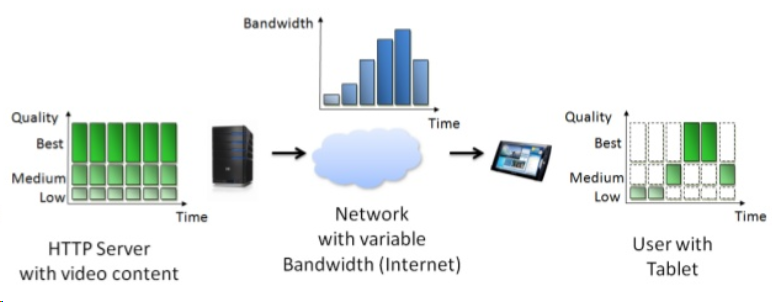 Bandwidth
Time
Quality
Best
Medium
Low
Time
HTTP Server
with video content
Network
with variable
Bandwidth (Internet)
Quality
Best
Medium
Low
Time
User with
Tablet